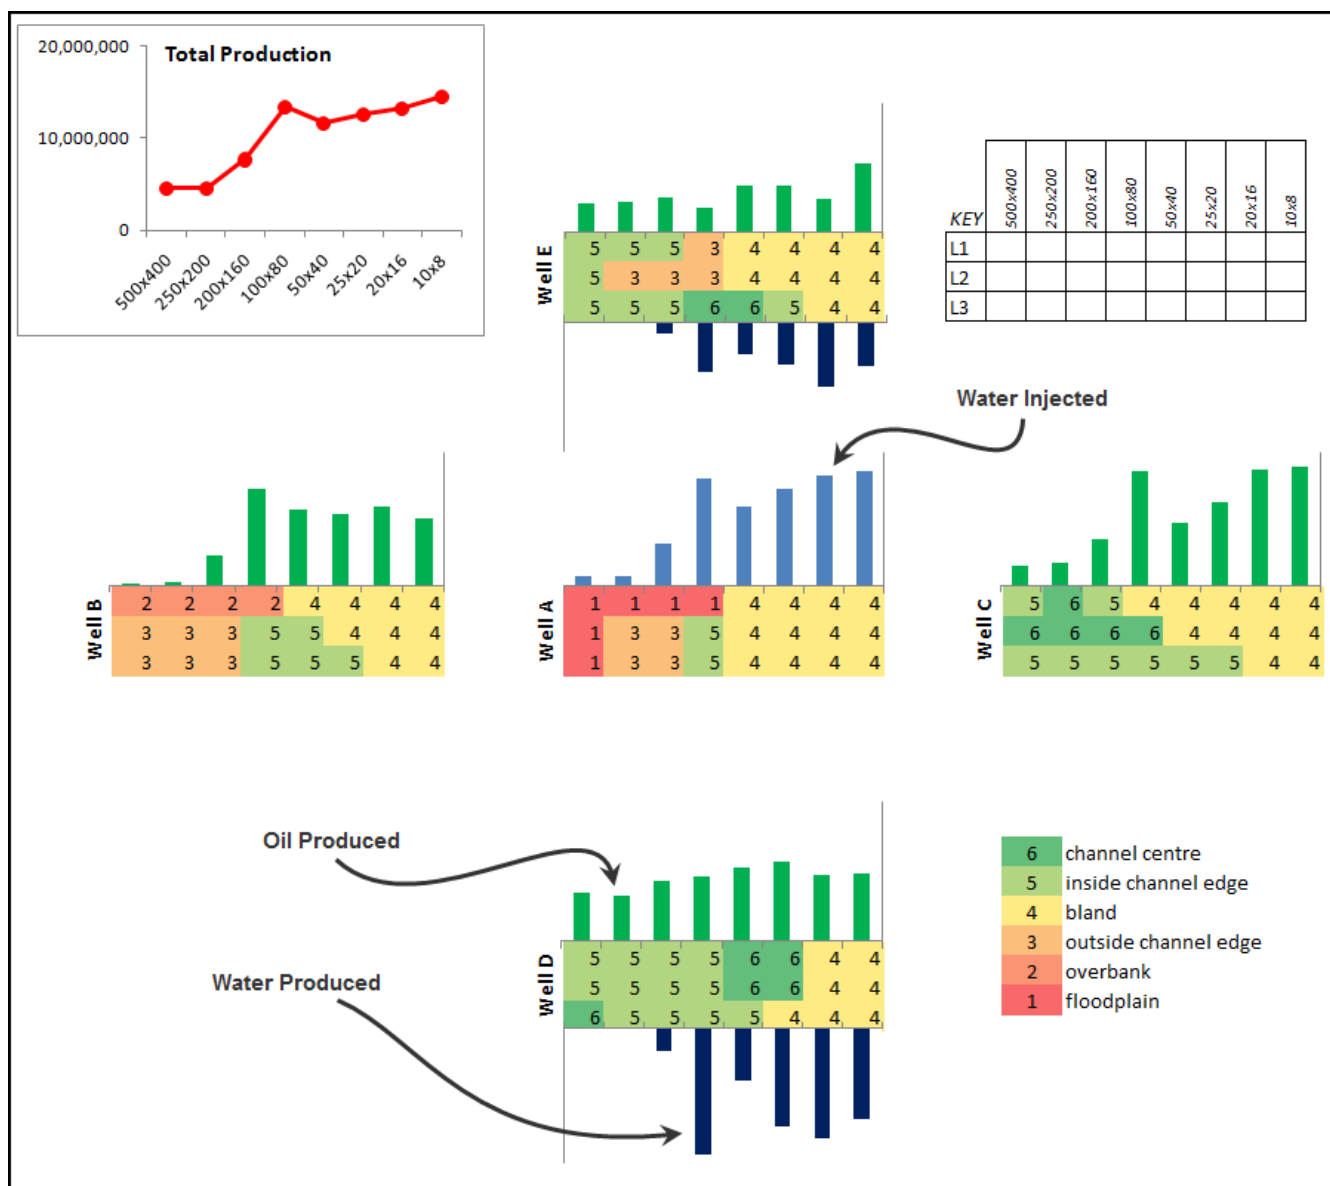 Total Production
20,000,000
10,000,000
0
500x400 250x200 200x160 100x80 50x40 25x20 20x16 10x8
KEY 500x400 250x200 200x160 100x80 50x40 25x20 20x16 10x8
L1
L2
L3
Well E
5 5 5 3 4 4 4 4
5 3 3 3 4 4 4 4
5 5 5 6 6 5 4 4
Water Injected
Well B
2 2 2 2 4 4 4 4
3 3 3 5 5 4 4 4
3 3 3 5 5 5 4 4
Well A
1 1 1 1 4 4 4 4
1 3 3 5 4 4 4 4
1 3 3 5 4 4 4 4
Well C
5 6 5 4 4 4 4 4
6 6 6 6 4 4 4 4
5 5 5 5 5 5 4 4
Oil Produced
Water Produced
Well D
5 5 5 5 6 6 4 4
5 5 5 5 6 6 4 4
6 5 5 5 5 4 4 4
6 channel centre
5 inside channel edge
4 bland
3 outside channel edge
2 overbank
1 floodplain